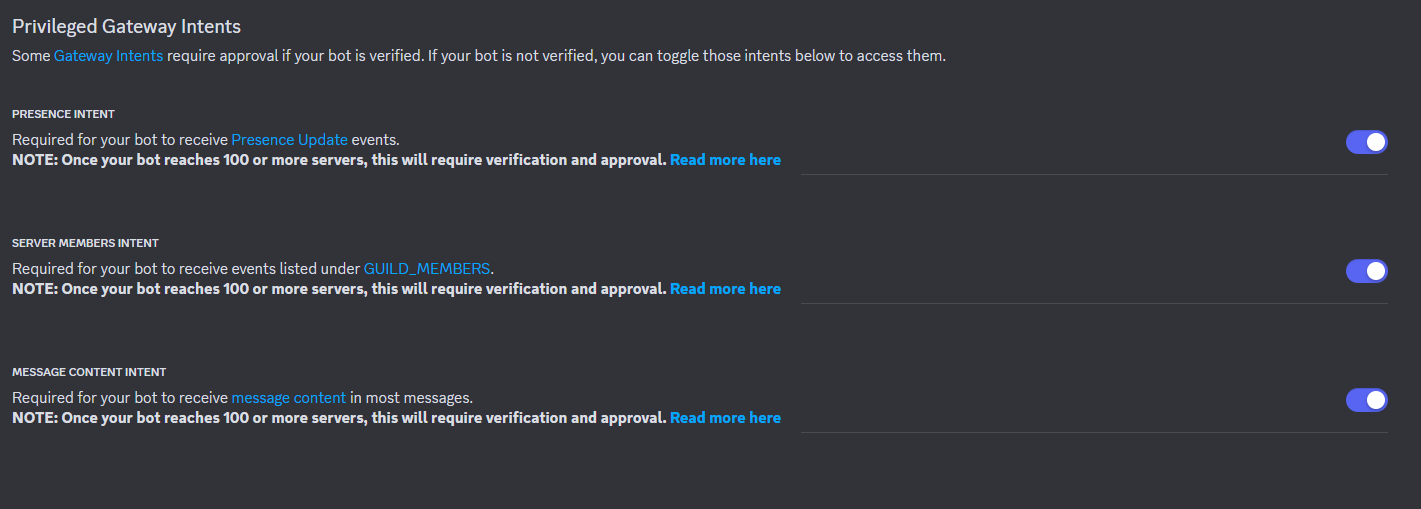 Privileged Gateway Intents
Some Gateway Intents require approval if your bot is verified. If your bot is not verified, you can toggle those intents below to access them.
PRESENCE INTENT
Required for your bot to receive Presence Update events.
NOTE: Once your bot reaches 100 or more servers, this will require verification and approval. Read more here
SERVER MEMBERS INTENT
Required for your bot to receive events listed under GUILD_MEMBERS.
NOTE: Once your bot reaches 100 or more servers, this will require verification and approval. Read more here
MESSAGE CONTENT INTENT
Required for your bot to receive message content in most messages.
NOTE: Once your bot reaches 100 or more servers, this will require verification and approval. Read more here